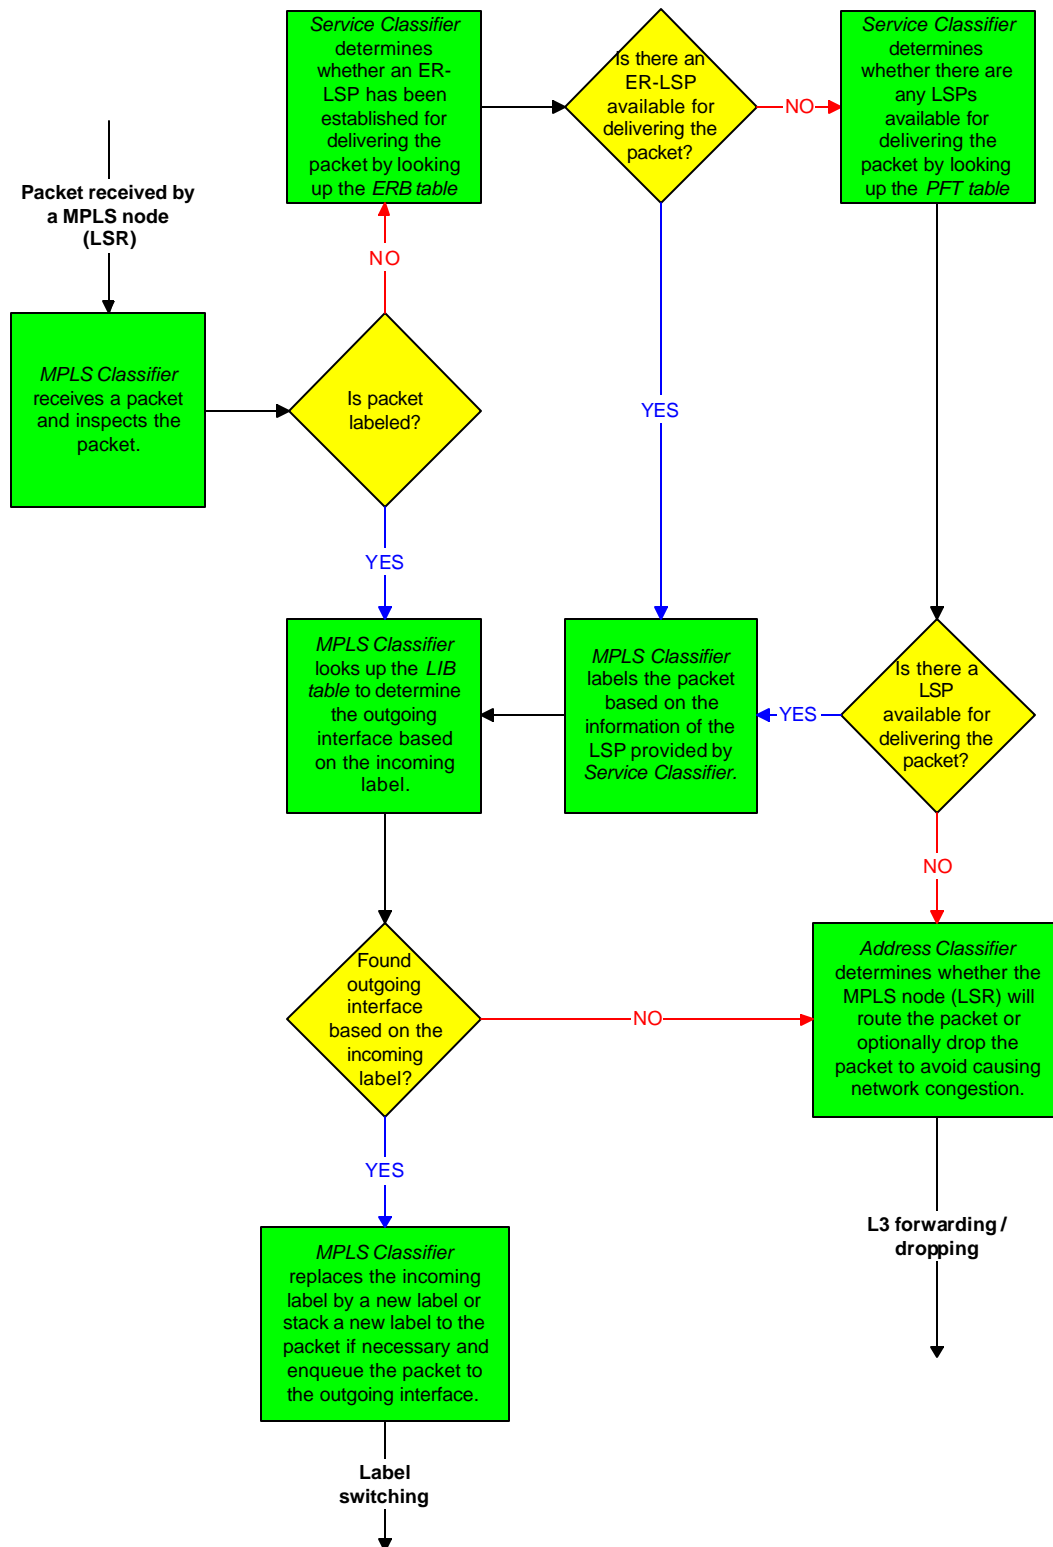 Service Classifier
determines
whether an ER-
LSP has been
established for
delivering the
packet by looking
up the ERB table
Is there an
ER-LSP
available for
delivering the
packet?
NO
Service Classifier
determines
whether there are
any LSPs
available for
delivering the
packet by looking
up the PFT table
Packet received by
a MPLS node
(LSR)
NO
MPLS Classifier
receives a packet
and inspects the
packet.
Is packet
labeled?
YES
YES
MPLS Classifier
looks up the LIB
table to determine
the outgoing
interface based
on the incoming
label.
MPLS Classifier
labels the packet
based on the
information of the
LSP provided by
Service Classifier.
YES
Is there a
LSP
available for
delivering the
packet?
NO
Found
outgoing
interface
based on the
incoming
label?
NO
Address Classifier
determines whether the
MPLS node (LSR) will
route the packet or
optionally drop the
packet to avoid causing
network congestion.
YES
L3 forwarding /
dropping
MPLS Classifier
replaces the incoming
label by a new label or
stack a new label to the
packet if necessary and
enqueue the packet to
the outgoing interface.
Label
switching